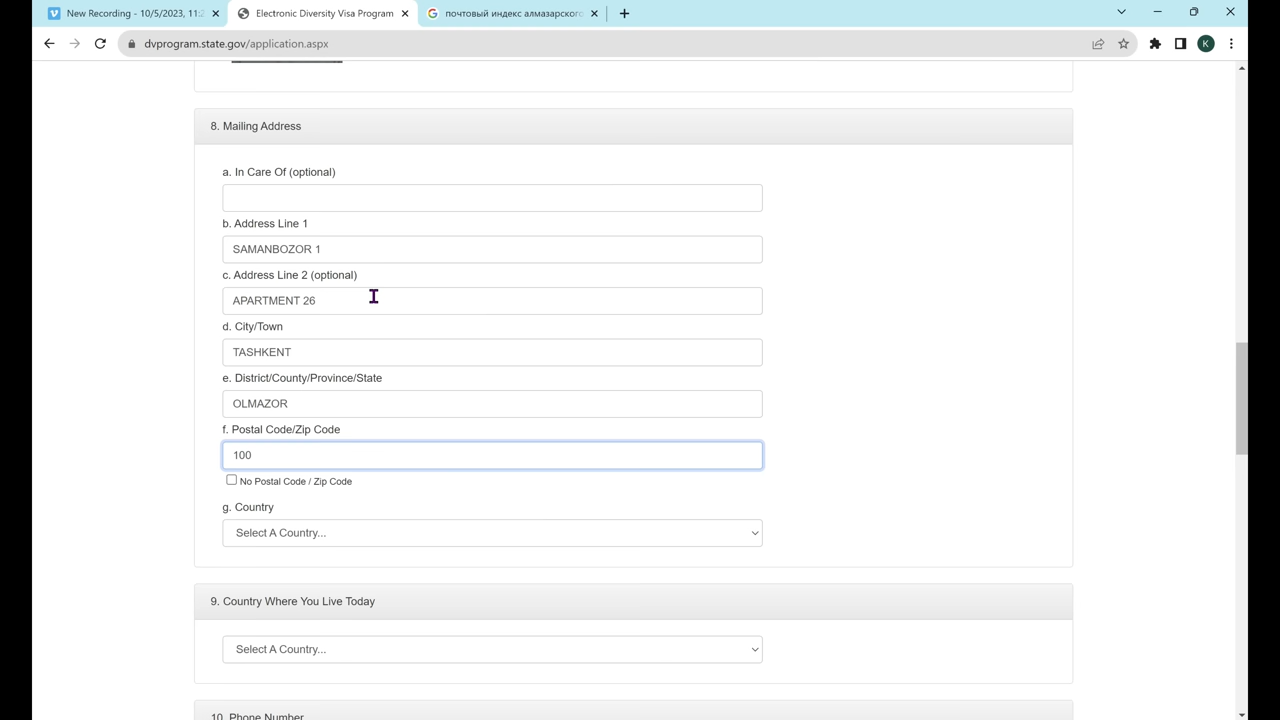 New Recording - 10/5/2023, 11:2
Electronic Diversity Visa Program
почтовый индекс алмазарского
dvprogram.state.gov/application.aspx
K
8. Mailing Address
a. In Care Of (optional)
b. Address Line 1
SAMANBOZOR 1
c. Address Line 2 (optional)
APARTMENT 26
d. City/Town
TASHKENT
e. District/County/Province/State
OLMAZOR
f. Postal Code/Zip Code
100
No Postal Code / Zip Code
g. Country
Select A Country...
9. Country Where You Live Today
Select A Country...
10. Phone Number